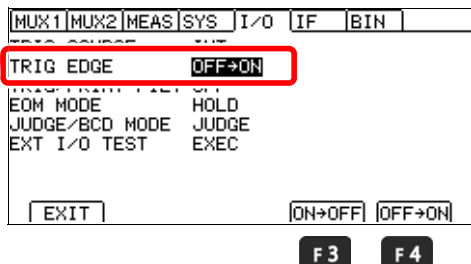 MUX1 MUX2 MEAS SYS I/O IF BIN
TRIG EDGE OFF→ON
EOM MODE HOLD
JUDGE/BCD MODE JUDGE
EXT I/O TEST EXEC
EXIT ON→OFF OFF→ON
F3 F4